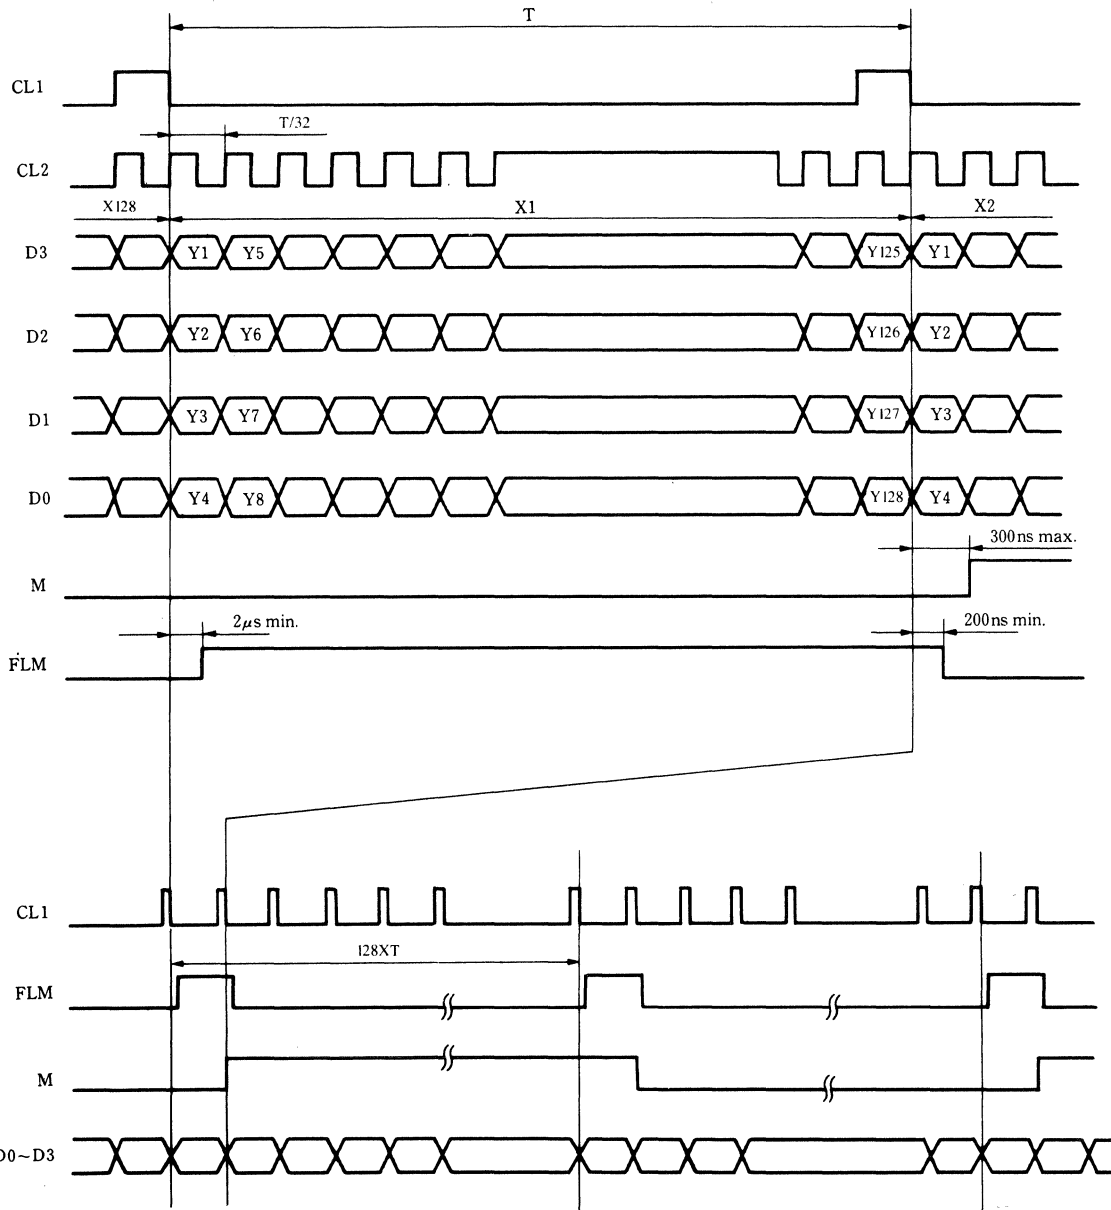 T
CL1
T/32
CL2
X128 X1 X2
D3 Y1 Y5 Y125 Y1
D2 Y2 Y6 Y126 Y2
D1 Y3 Y7 Y127 Y3
D0 Y4 Y8 Y128 Y4
300ns max.
M
2μs min. 200ns min.
FLM
CL1
128XT
FLM
M
D0~D3